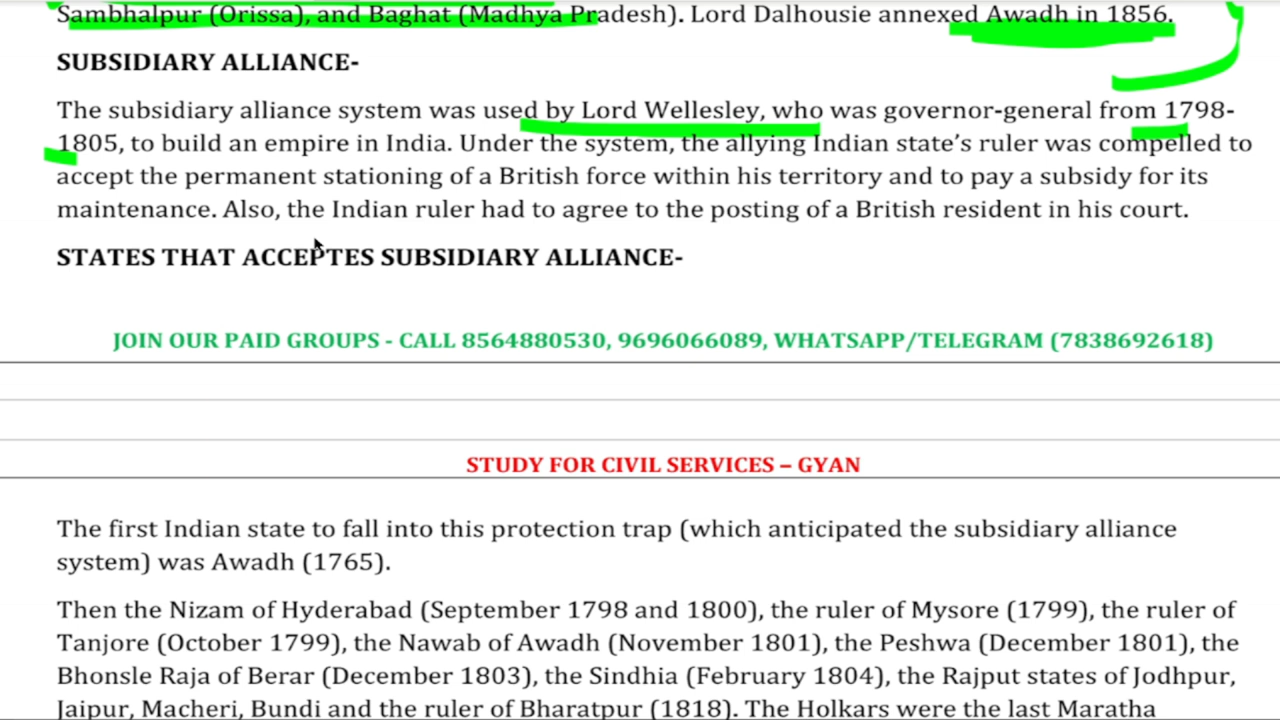 Sambhalpur (Orissa), and Baghat (Madhya Pradesh). Lord Dalhousie annexed Awadh in 1856.
SUBSIDIARY ALLIANCE-
The subsidiary alliance system was used by Lord Wellesley, who was governor-general from 1798-
1805, to build an empire in India. Under the system, the allying Indian state’s ruler was compelled to
accept the permanent stationing of a British force within his territory and to pay a subsidy for its
maintenance. Also, the Indian ruler had to agree to the posting of a British resident in his court.
STATES THAT ACCEPTES SUBSIDIARY ALLIANCE-
JOIN OUR PAID GROUPS - CALL 8564880530, 9696066089, WHATSAPP/TELEGRAM (7838692618)
STUDY FOR CIVIL SERVICES – GYAN
The first Indian state to fall into this protection trap (which anticipated the subsidiary alliance
system) was Awadh (1765).
Then the Nizam of Hyderabad (September 1798 and 1800), the ruler of Mysore (1799), the ruler of
Tanjore (October 1799), the Nawab of Awadh (November 1801), the Peshwa (December 1801), the
Bhonsle Raja of Berar (December 1803), the Sindhia (February 1804), the Rajput states of Jodhpur,
Jaipur, Macheri, Bundi and the ruler of Bharatpur (1818). The Holkars were the last Maratha